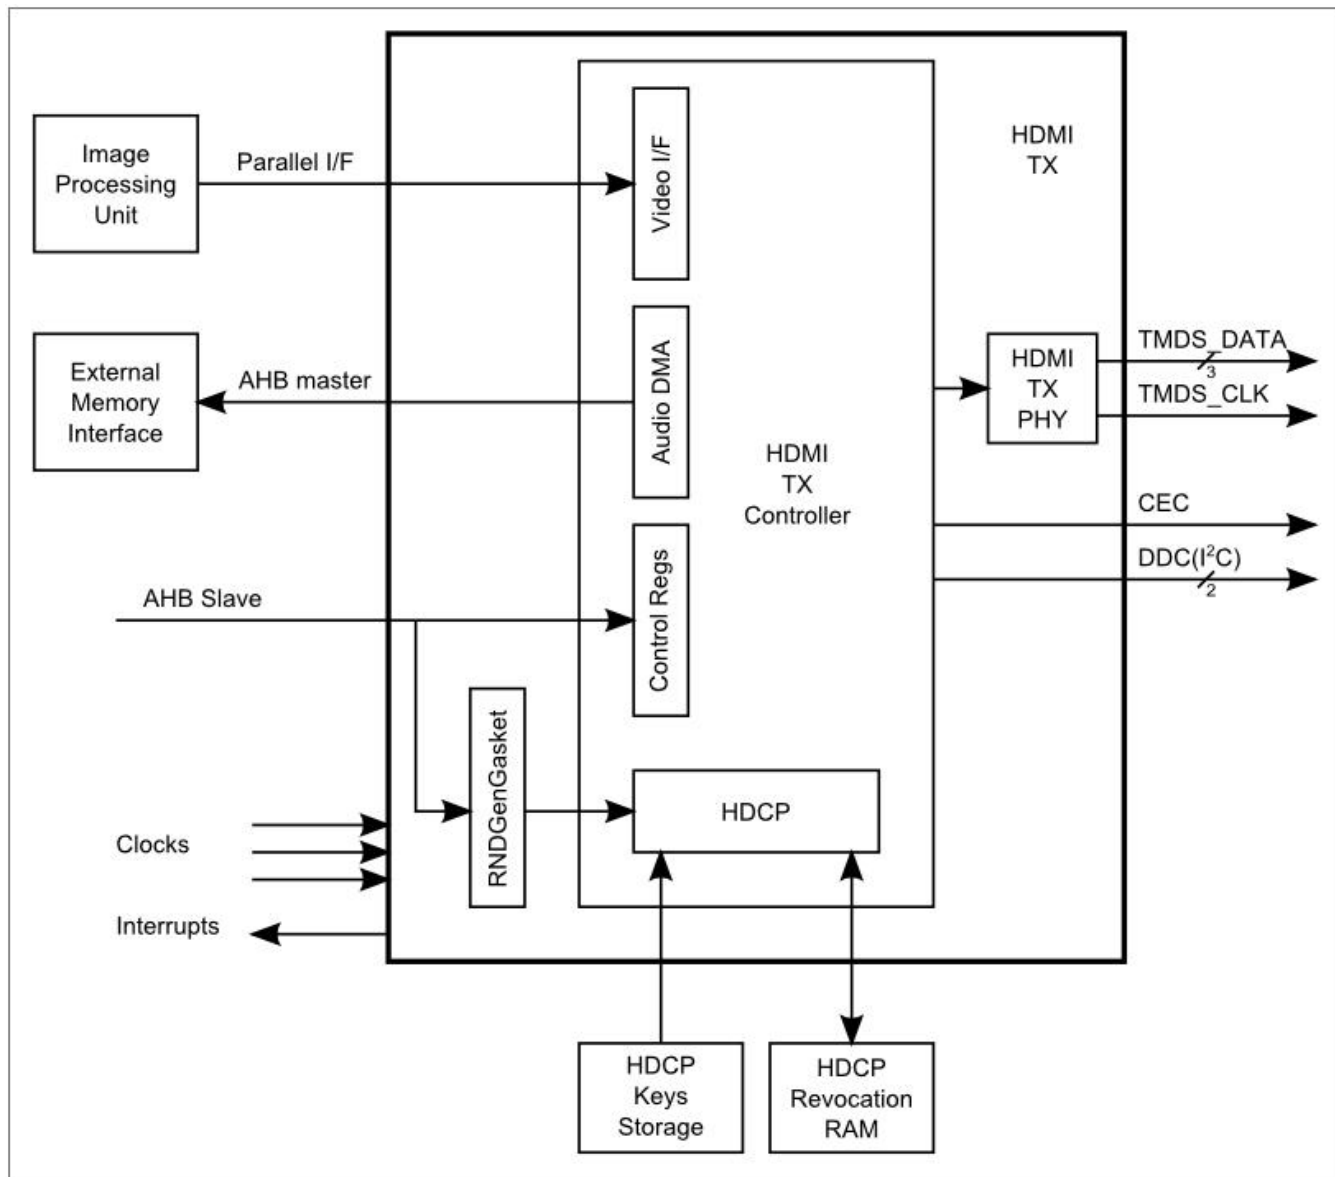 Image
Processing
Unit
Parallel I/F
Video I/F
HDMI
TX
External
Memory
Interface
AHB master
Audio DMA
HDMI
TX
Controller
HDMI
TX
PHY
TMDS_DATA
3
TMDS_CLK
CEC
DDC(I²C)
2
AHB Slave
Control Regs
RNDGenGasket
HDCP
Clocks
Interrupts
HDCP
Keys
Storage
HDCP
Revocation
RAM